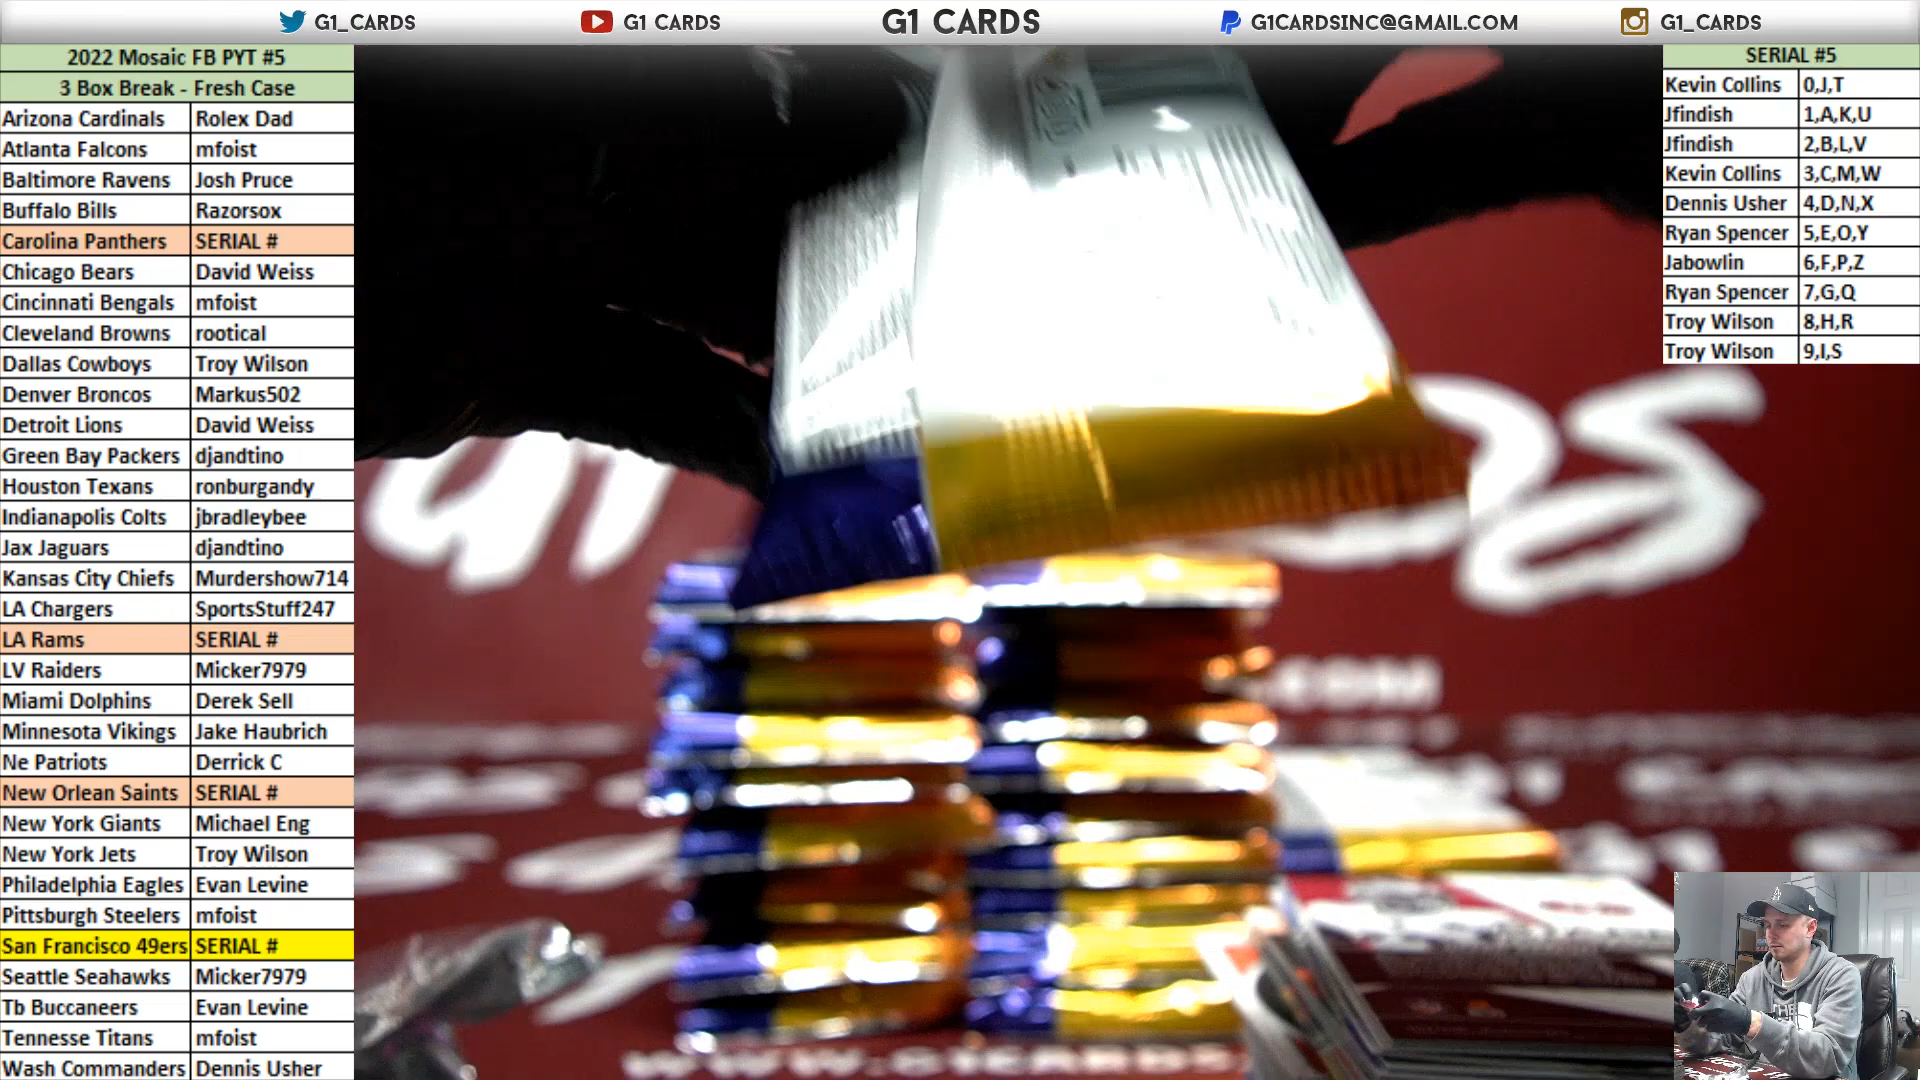 G1_CARDS G1 CARDS G1 CARDS G1CARDSINC@GMAIL.COM G1_CARDS
2022 Mosaic FB PYT #5
3 Box Break - Fresh Case
Arizona Cardinals Rolex Dad
Atlanta Falcons mfoist
Baltimore Ravens Josh Pruce
Buffalo Bills Razorsox
Carolina Panthers SERIAL #
Chicago Bears David Weiss
Cincinnati Bengals mfoist
Cleveland Browns rootical
Dallas Cowboys Troy Wilson
Denver Broncos Markus502
Detroit Lions David Weiss
Green Bay Packers djandtino
Houston Texans ronburgandy
Indianapolis Colts jbradleybee
Jax Jaguars djandtino
Kansas City Chiefs Murdershow714
LA Chargers SportsStuff247
LA Rams SERIAL #
LV Raiders Micker7979
Miami Dolphins Derek Sell
Minnesota Vikings Jake Haubrich
Ne Patriots Derrick C
New Orlean Saints SERIAL #
New York Giants Michael Eng
New York Jets Troy Wilson
Philadelphia Eagles Evan Levine
Pittsburgh Steelers mfoist
San Francisco 49ers SERIAL #
Seattle Seahawks Micker7979
Tb Buccaneers Evan Levine
Tennesse Titans mfoist
Wash Commanders Dennis Usher
SERIAL #5
Kevin Collins 0,J,T
Jfindish 1,A,K,U
Jfindish 2,B,L,V
Kevin Collins 3,C,M,W
Dennis Usher 4,D,N,X
Ryan Spencer 5,E,O,Y
Jabowlin 6,F,P,Z
Ryan Spencer 7,G,Q
Troy Wilson 8,H,R
Troy Wilson 9,I,S
.COM
WWW.G1CARDS